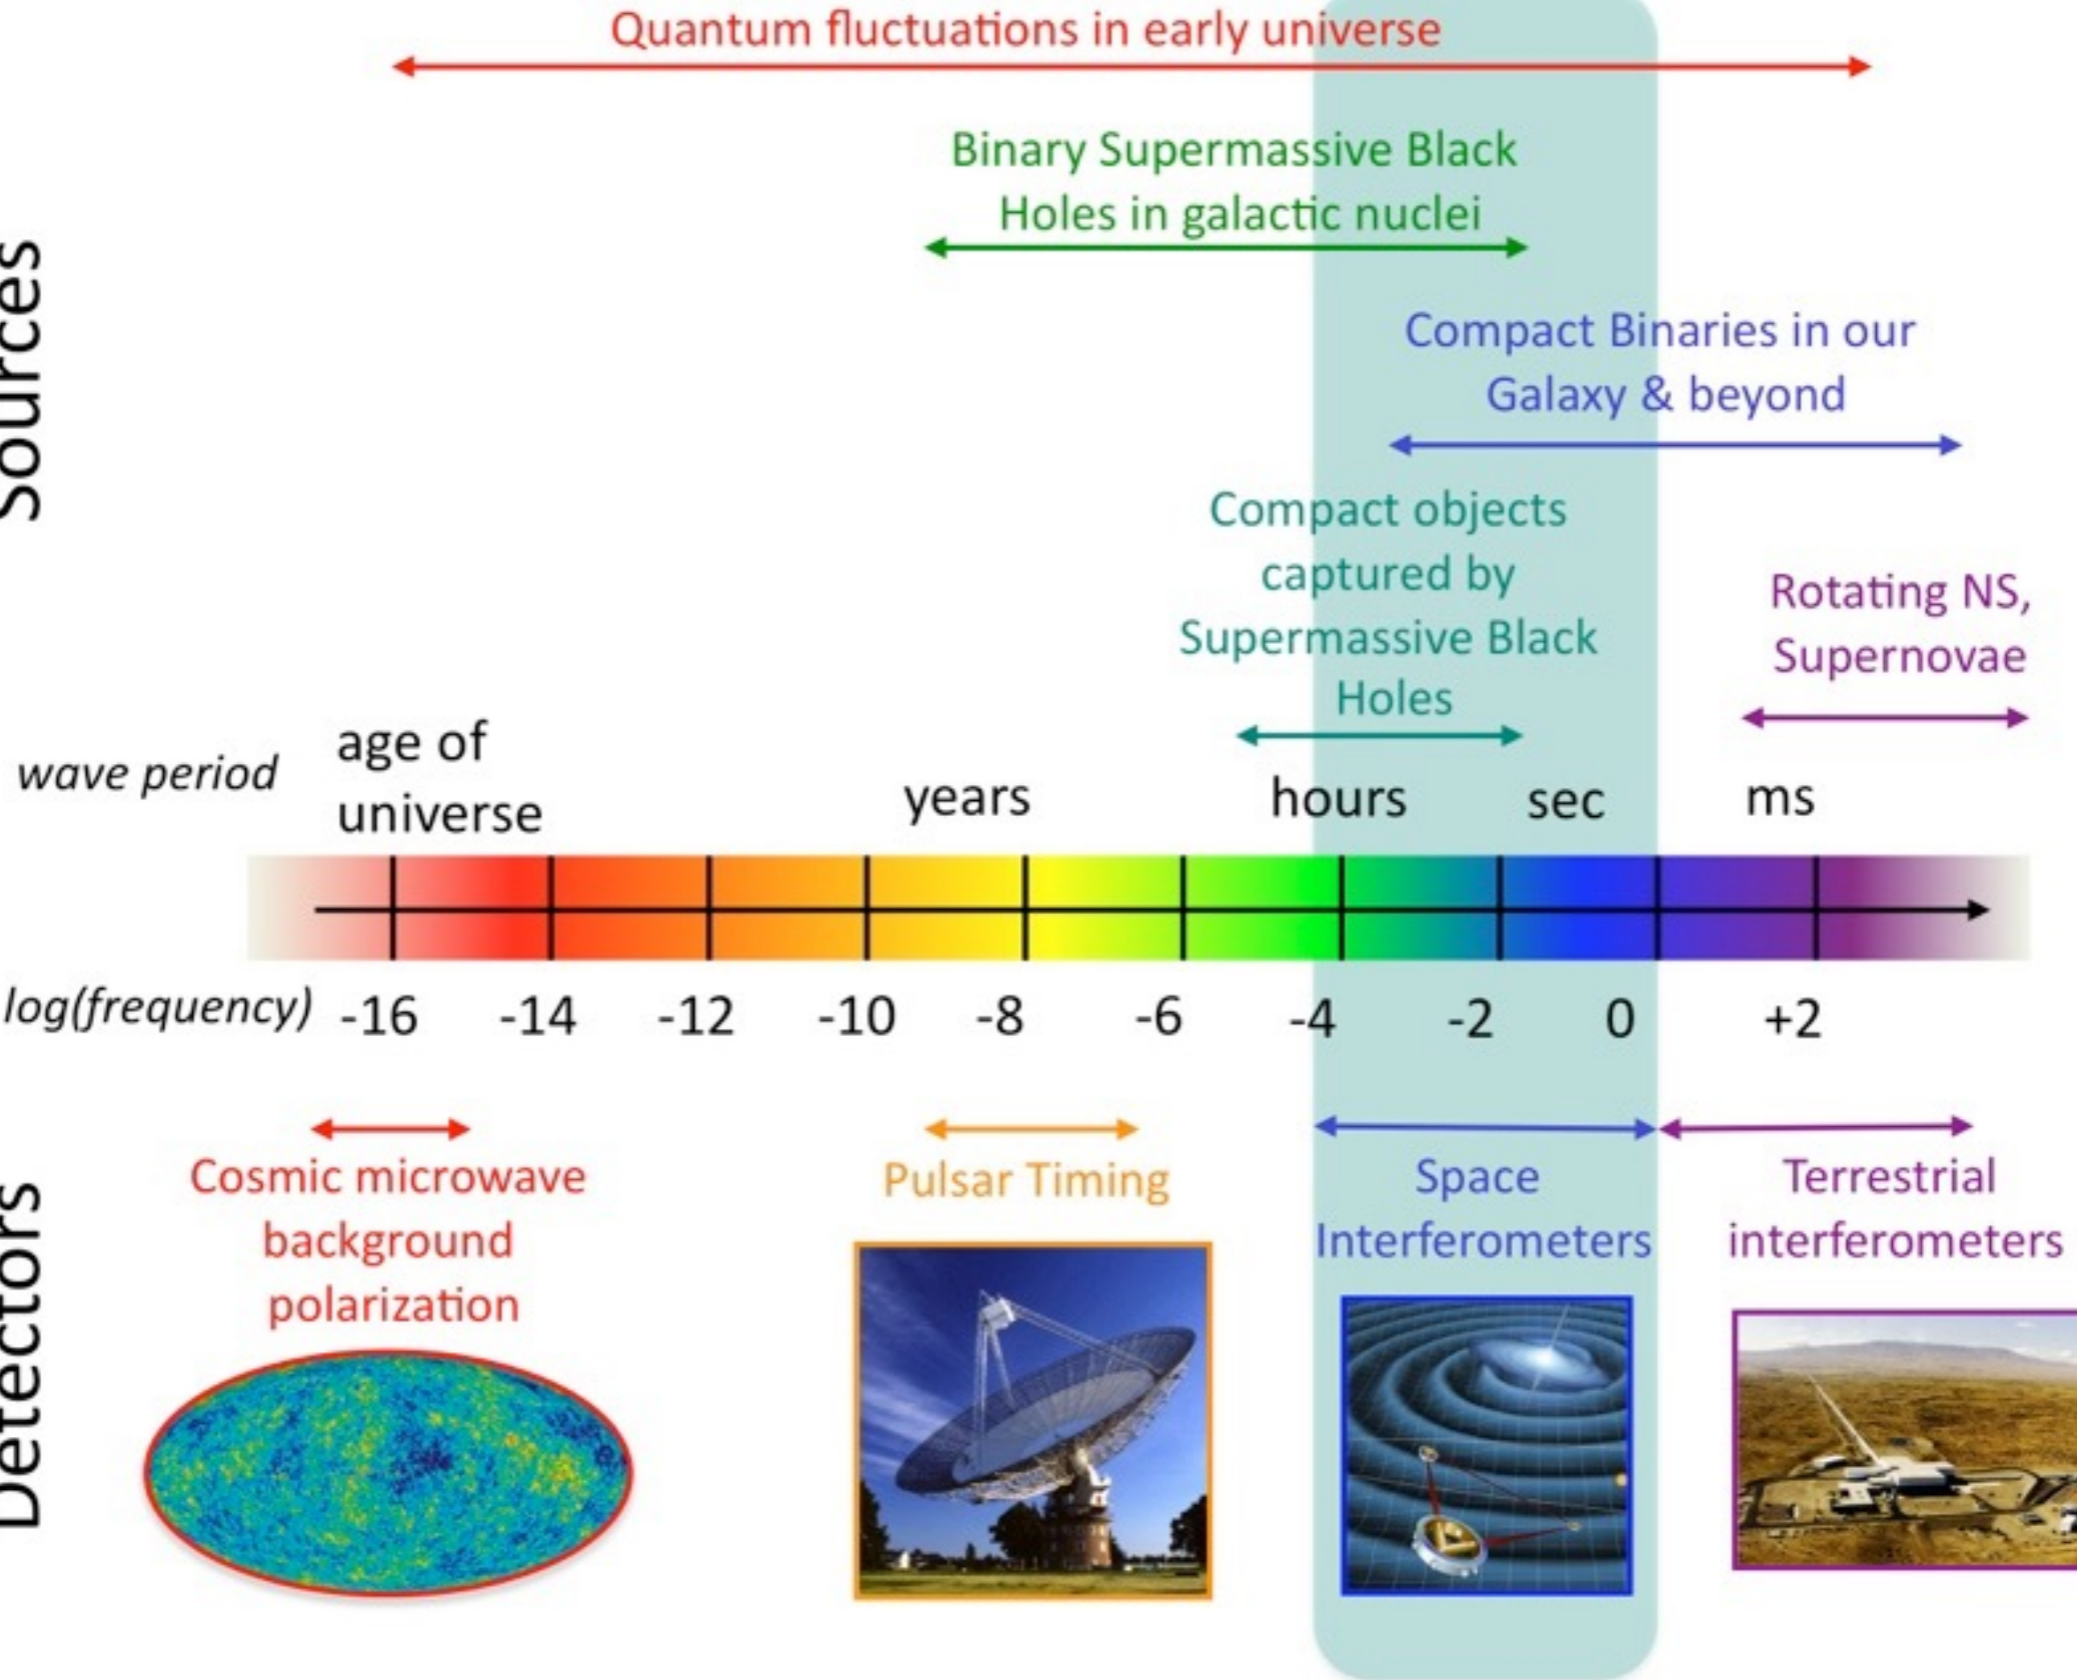 Quantum fluctuations in early universe
Binary Supermassive Black
Holes in galactic nuclei
Compact Binaries in our
Galaxy & beyond
Compact objects
captured by
Supermassive Black
Holes
Rotating NS,
Supernovae
Sources
wave period
age of
universe
years
hours
sec
ms
log(frequency)
-16
-14
-12
-10
-8
-6
-4
-2
0
+2
Detectors
Cosmic microwave
background
polarization
Pulsar Timing
Space
Interferometers
Terrestrial
interferometers